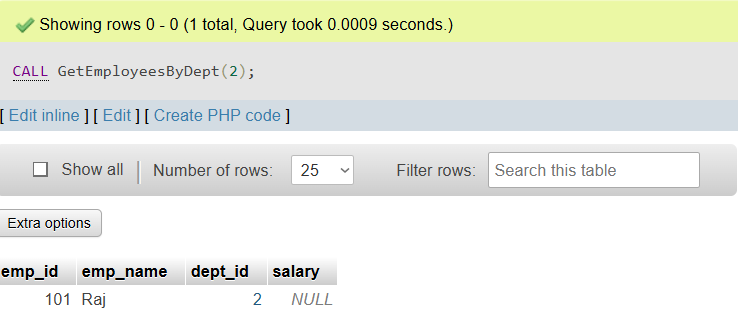 Showing rows 0 - 0 (1 total, Query took 0.0009 seconds.)
CALL GetEmployeesByDept(2);
[ Edit inline ] [ Edit ] [ Create PHP code ]
Show all Number of rows: 25 Filter rows: Search this table
Extra options
emp_id emp_name dept_id salary
101 Raj 2 NULL